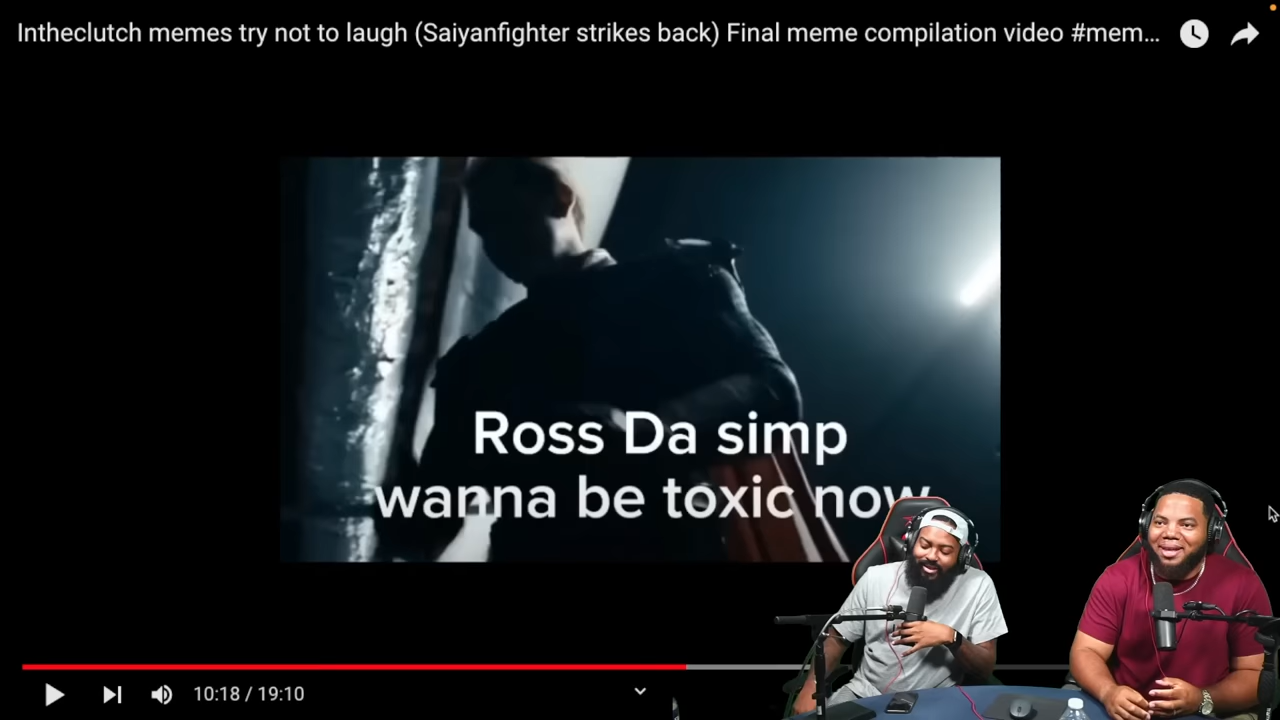 Intheclutch memes try not to laugh (Saiyanfighter strikes back) Final meme compilation video #mem...
Ross Da simp
wanna be toxic now
10:18 / 19:10